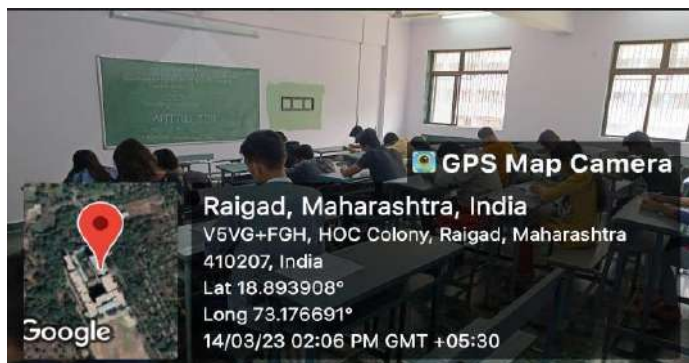 GPS Map Camera
Raigad, Maharashtra, India
V5VG+FGH, HOC Colony, Raigad, Maharashtra
410207, India
Lat 18.893908°
Long 73.176691°
14/03/23 02:06 PM GMT +05:30
Google